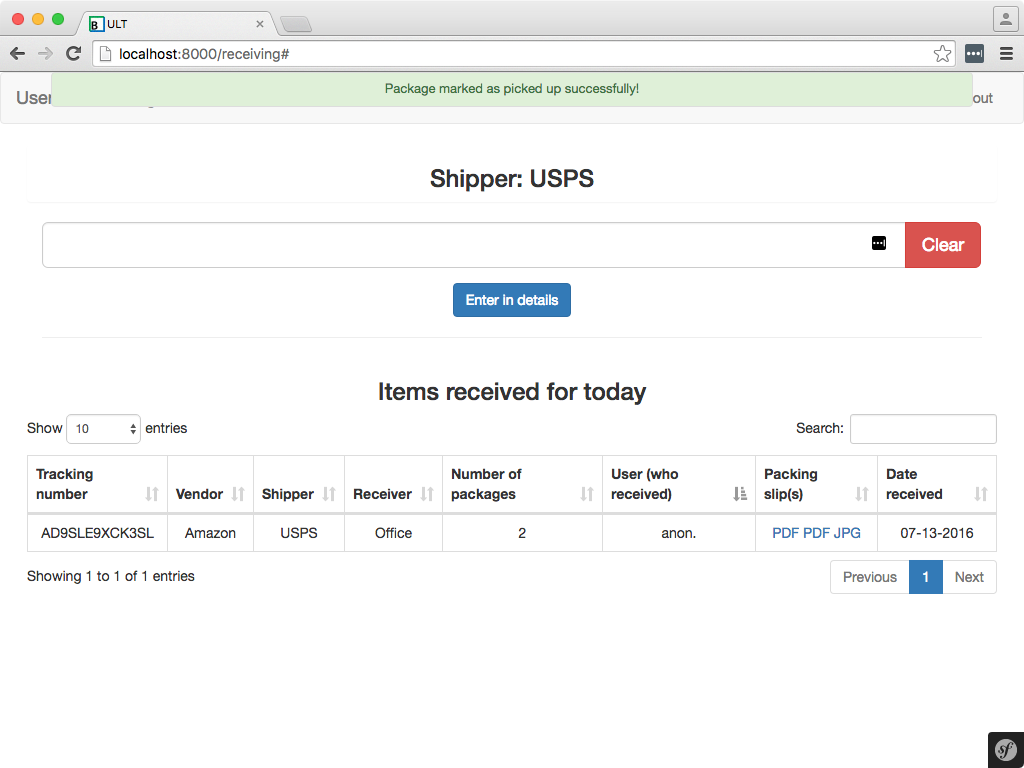 ULT
localhost:8000/receiving#
Package marked as picked up successfully!
User
out
Shipper: USPS
Clear
Enter in details
Items received for today
Show 10 entries
Search:
Tracking number
Vendor
Shipper
Receiver
Number of packages
User (who received)
Packing slip(s)
Date received
AD9SLE9XCK3SL Amazon USPS Office 2 anon. PDF PDF JPG 07-13-2016
Showing 1 to 1 of 1 entries
Previous 1 Next